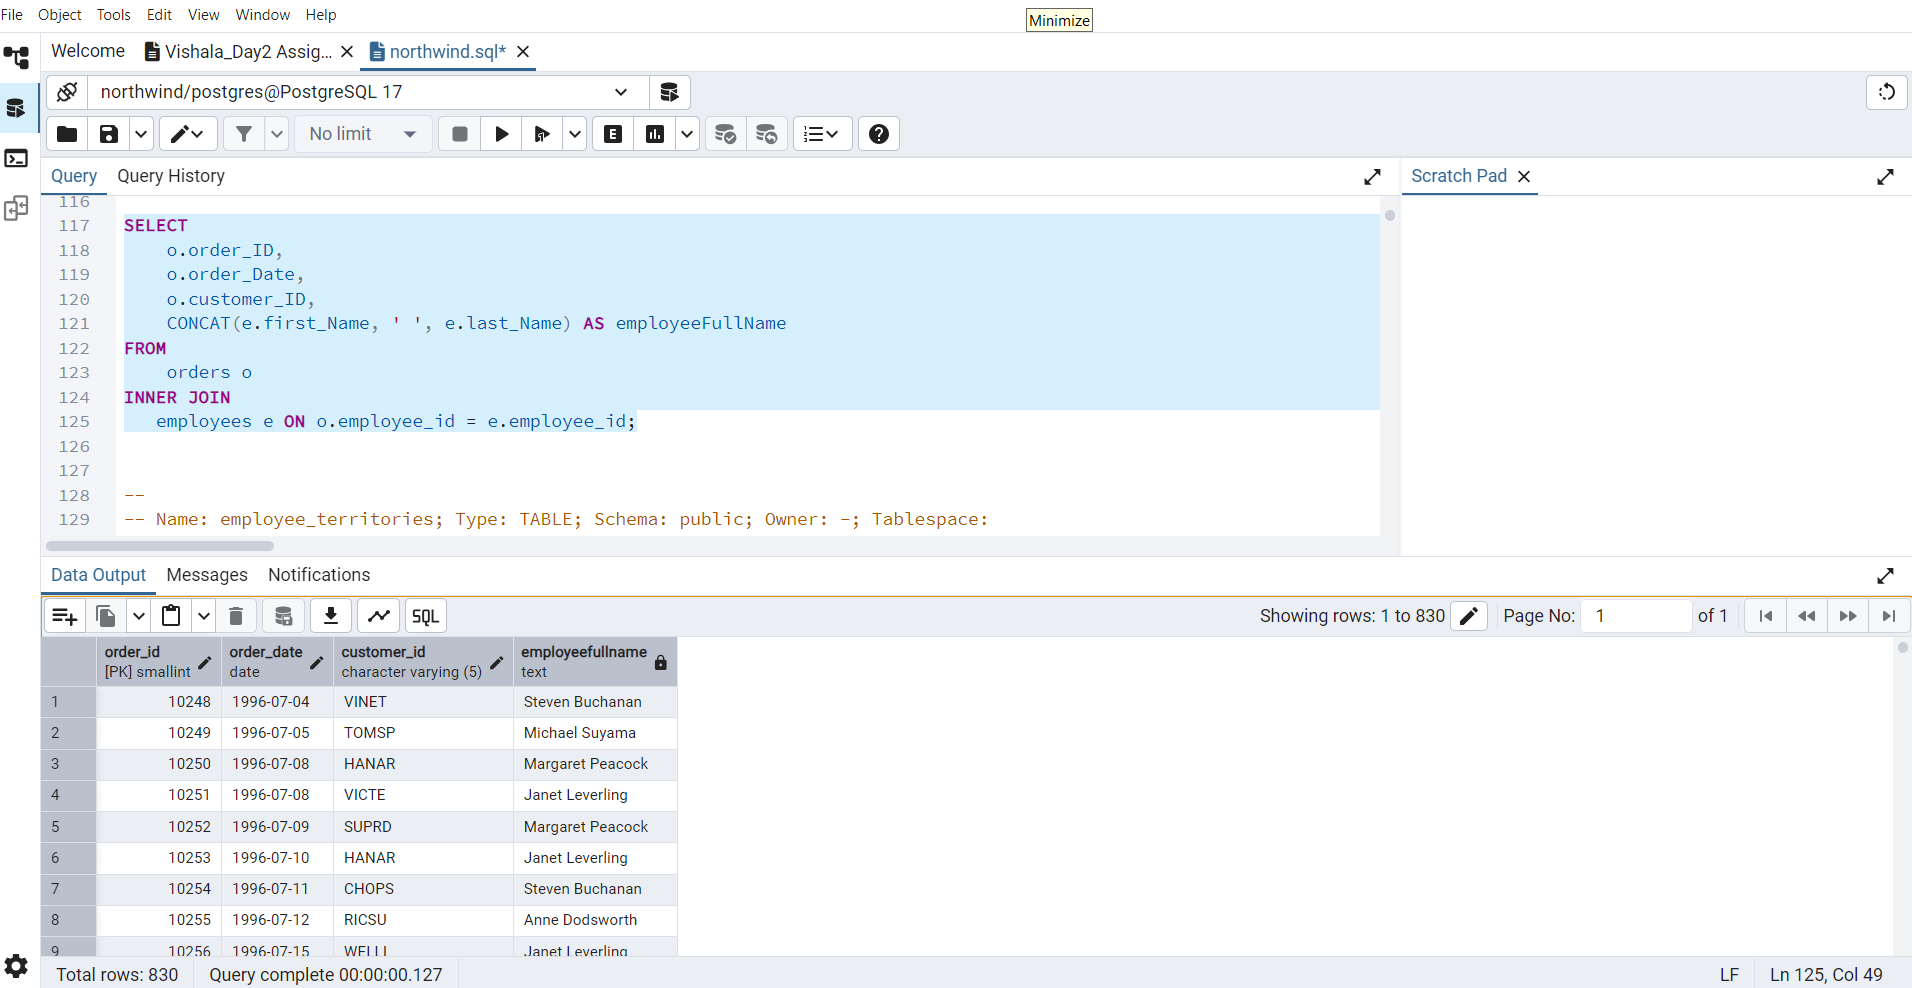 File Object Tools Edit View Window Help
Minimize
Welcome Vishala_Day2 Assig... northwind.sql*
northwind/postgres@PostgreSQL 17
No limit E
Query Query History
Scratch Pad
116
117 SELECT
118 o.order_ID,
119 o.order_Date,
120 o.customer_ID,
121 CONCAT(e.first_Name, ' ', e.last_Name) AS employeeFullName
122 FROM
123 orders o
124 INNER JOIN
125 employees e ON o.employee_id = e.employee_id;
126
127
128 --
129 -- Name: employee_territories; Type: TABLE; Schema: public; Owner: -; Tablespace:
Data Output Messages Notifications
SQL Showing rows: 1 to 830 Page No: 1 of 1
order_id order_date customer_id employeefullname
[PK] smallint date character varying (5) text
1 10248 1996-07-04 VINET Steven Buchanan
2 10249 1996-07-05 TOMSP Michael Suyama
3 10250 1996-07-08 HANAR Margaret Peacock
4 10251 1996-07-08 VICTE Janet Leverling
5 10252 1996-07-09 SUPRD Margaret Peacock
6 10253 1996-07-10 HANAR Janet Leverling
7 10254 1996-07-11 CHOPS Steven Buchanan
8 10255 1996-07-12 RICSU Anne Dodsworth
9 10256 1996-07-15 WELLI Janet Leverling
Total rows: 830 Query complete 00:00:00.127 LF Ln 125, Col 49